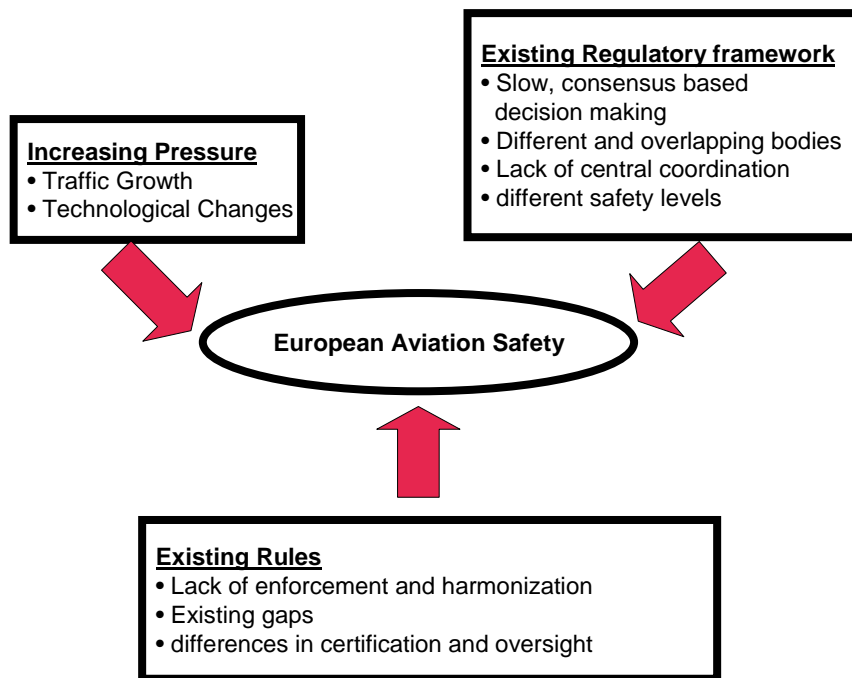 Existing Regulatory framework
• Slow, consensus based
decision making
• Different and overlapping bodies
• Lack of central coordination
• different safety levels
Increasing Pressure
• Traffic Growth
• Technological Changes
European Aviation Safety
Existing Rules
• Lack of enforcement and harmonization
• Existing gaps
• differences in certification and oversight